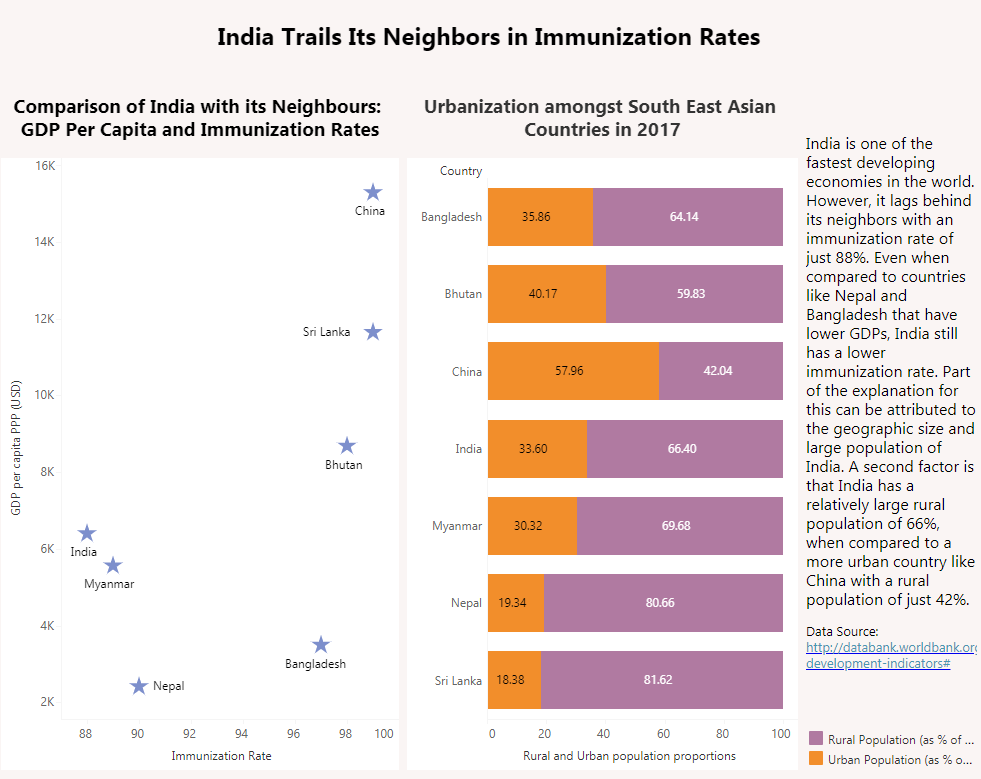 India Trails Its Neighbors in Immunization Rates
Comparison of India with its Neighbours:
GDP Per Capita and Immunization Rates
16K
14K
12K
10K
8K
6K
4K
2K
GDP per capita PPP (USD)
China
Sri Lanka
Bhutan
India
Myanmar
Bangladesh
Nepal
88
90
92
94
96
98
100
Immunization Rate
Urbanization amongst South East Asian
Countries in 2017
Country
Bangladesh 35.86 64.14
Bhutan 40.17 59.83
China 57.96 42.04
India 33.60 66.40
Myanmar 30.32 69.68
Nepal 19.34 80.66
Sri Lanka 18.38 81.62
0 20 40 60 80 100
Rural and Urban population proportions
India is one of the
fastest developing
economies in the world.
However, it lags behind
its neighbors with an
immunization rate of
just 88%. Even when
compared to countries
like Nepal and
Bangladesh that have
lower GDPs, India still
has a lower
immunization rate. Part
of the explanation for
this can be attributed to
the geographic size and
large population of
India. A second factor is
that India has a
relatively large rural
population of 66%,
when compared to a
more urban country like
China with a rural
population of just 42%.
Data Source:
http://databank.worldbank.org
development-indicators#
Rural Population (as % of ...
Urban Population (as % o...